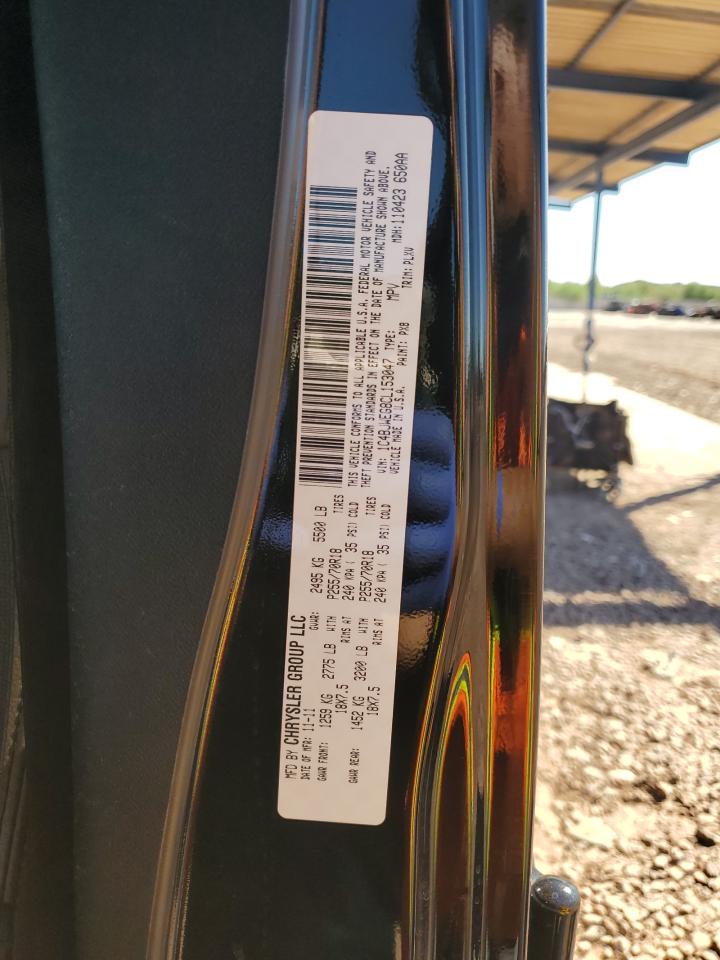 MFD BY CHRYSLER GROUP LLC
DATE OF MFR: 11-11 GVWR: 2495 KG 5500 LB
GAWR FRONT: 1259 KG 2775 LB WITH P255/70R18 TIRES
18X7.5 RIMS AT 240 KPA ( 35 PSI) COLD
GAWR REAR: 1452 KG 3200 LB WITH P255/70R18 TIRES
18X7.5 RIMS AT 240 KPA ( 35 PSI) COLD
THIS VEHICLE CONFORMS TO ALL APPLICABLE U.S.A. FEDERAL MOTOR VEHICLE SAFETY AND
THEFT PREVENTION STANDARDS IN EFFECT ON THE DATE OF MANUFACTURE SHOWN ABOVE.
VIN: 1C4BJWEG8CL153047 TYPE: MPV MDH: 110423 650AA
VEHICLE MADE IN U.S.A. PAINT: PX8 TRIM: PLXV